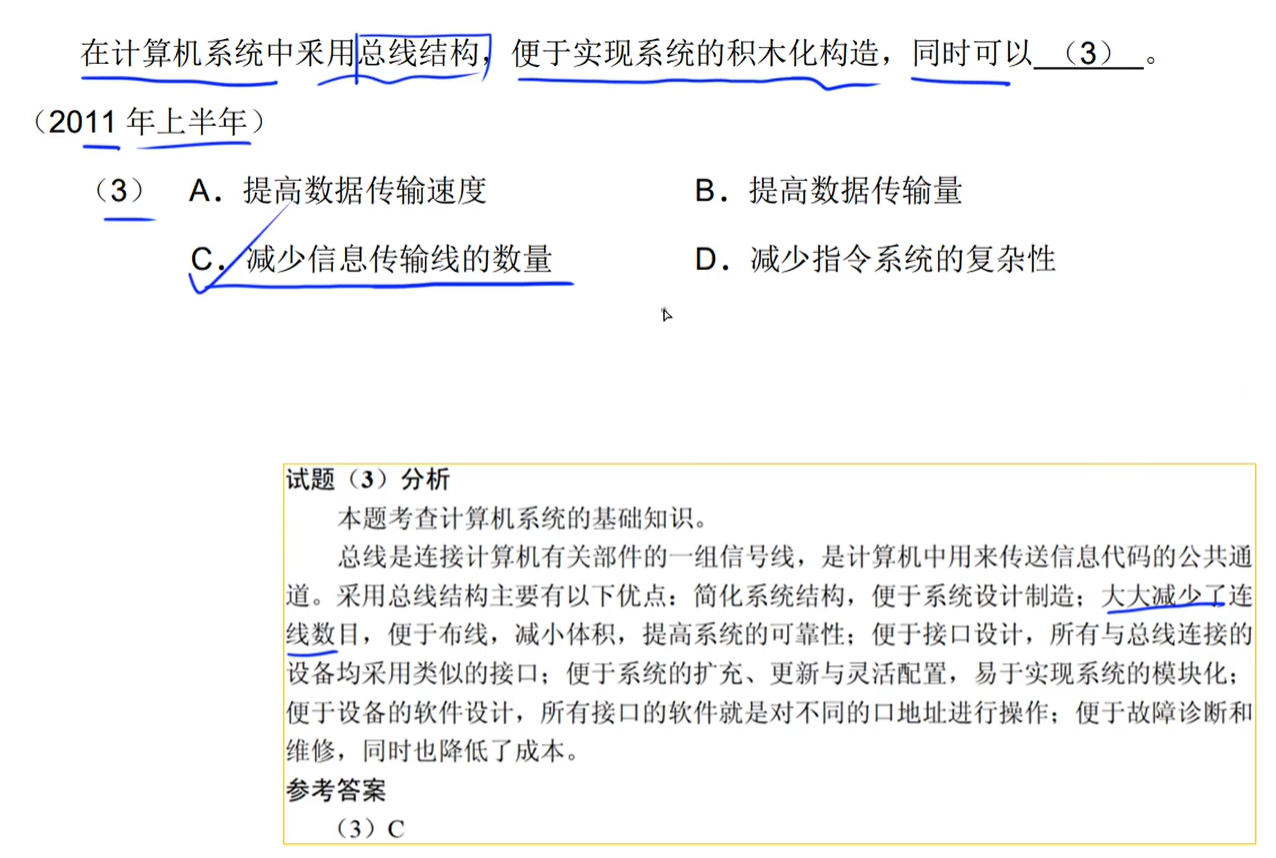 在计算机系统中采用总线结构，便于实现系统的积木化构造，同时可以 （3） 。
（2011 年上半年）
（3） A．提高数据传输速度 B．提高数据传输量
C．减少信息传输线的数量 D．减少指令系统的复杂性
试题（3）分析
本题考查计算机系统的基础知识。
总线是连接计算机有关部件的一组信号线，是计算机中用来传送信息代码的公共通
道。采用总线结构主要有以下优点：简化系统结构，便于系统设计制造；大大减少了连
线数目，便于布线，减小体积，提高系统的可靠性；便于接口设计，所有与总线连接的
设备均采用类似的接口；便于系统的扩充、更新与灵活配置，易于实现系统的模块化；
便于设备的软件设计，所有接口的软件就是对不同的口地址进行操作；便于故障诊断和
维修，同时也降低了成本。
参考答案
（3）C